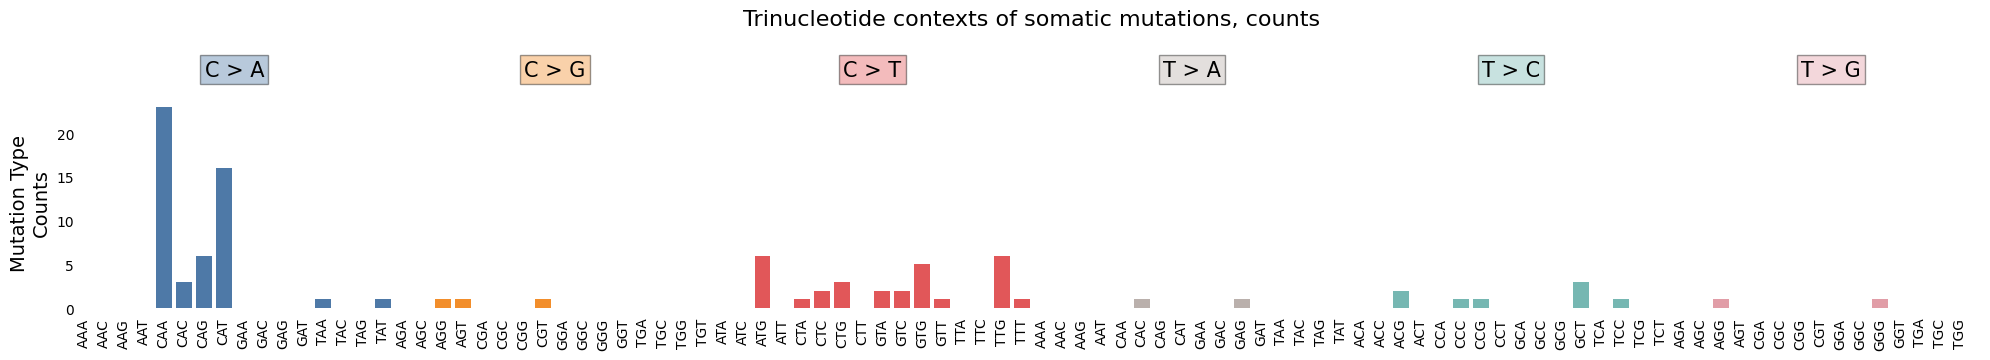 Trinucleotide contexts of somatic mutations, counts
C > A
C > G
C > T
T > A
T > C
T > G
Mutation Type
Counts
20
15
10
5
0
AAA AAC AAG AAT CAA CAC CAG CAT GAA GAC GAG GAT TAA TAC TAG TAT AGA AGC AGG AGT CGA CGC CGG CGT GGA GGC GGG GGT TGA TGC TGG TGT ATA ATC ATG ATT CTA CTC CTG CTT GTA GTC GTG GTT TTA TTC TTG TTT AAA AAC AAG AAT CAA CAC CAG CAT GAA GAC GAG GAT TAA TAC TAG TAT ACA ACC ACG ACT CCA CCC CCG CCT GCA GCC GCG GCT TCA TCC TCG TCT AGA AGC AGG AGT CGA CGC CGG CGT GGA GGC GGG GGT TGA TGC TGG